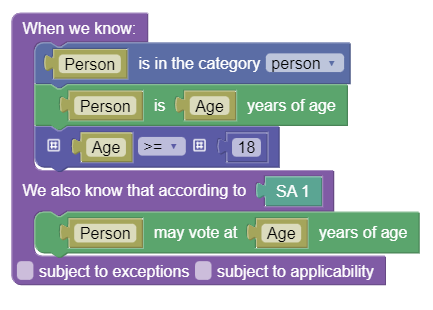 When we know:
Person is in the category person
Person is Age years of age
Age >= 18
We also know that according to SA 1
Person may vote at Age years of age
subject to exceptions subject to applicability